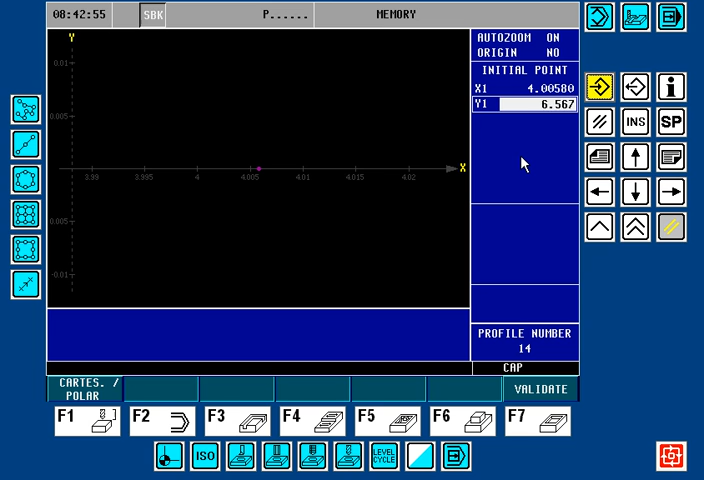 08:42:55 SBK P...... MEMORY
AUTOZOOM ON
ORIGIN NO
INITIAL POINT
X1 4.00580
Y1 6.567
Y
0.01
0.005
X
3.99 3.995 4 4.005 4.01 4.015 4.02
0.005
-0.01
PROFILE NUMBER
14
CAP
CARTES. /
POLAR
VALIDATE
F1 F2 F3 F4 F5 F6 F7
ISO LEVEL
CYCLE
INS SP